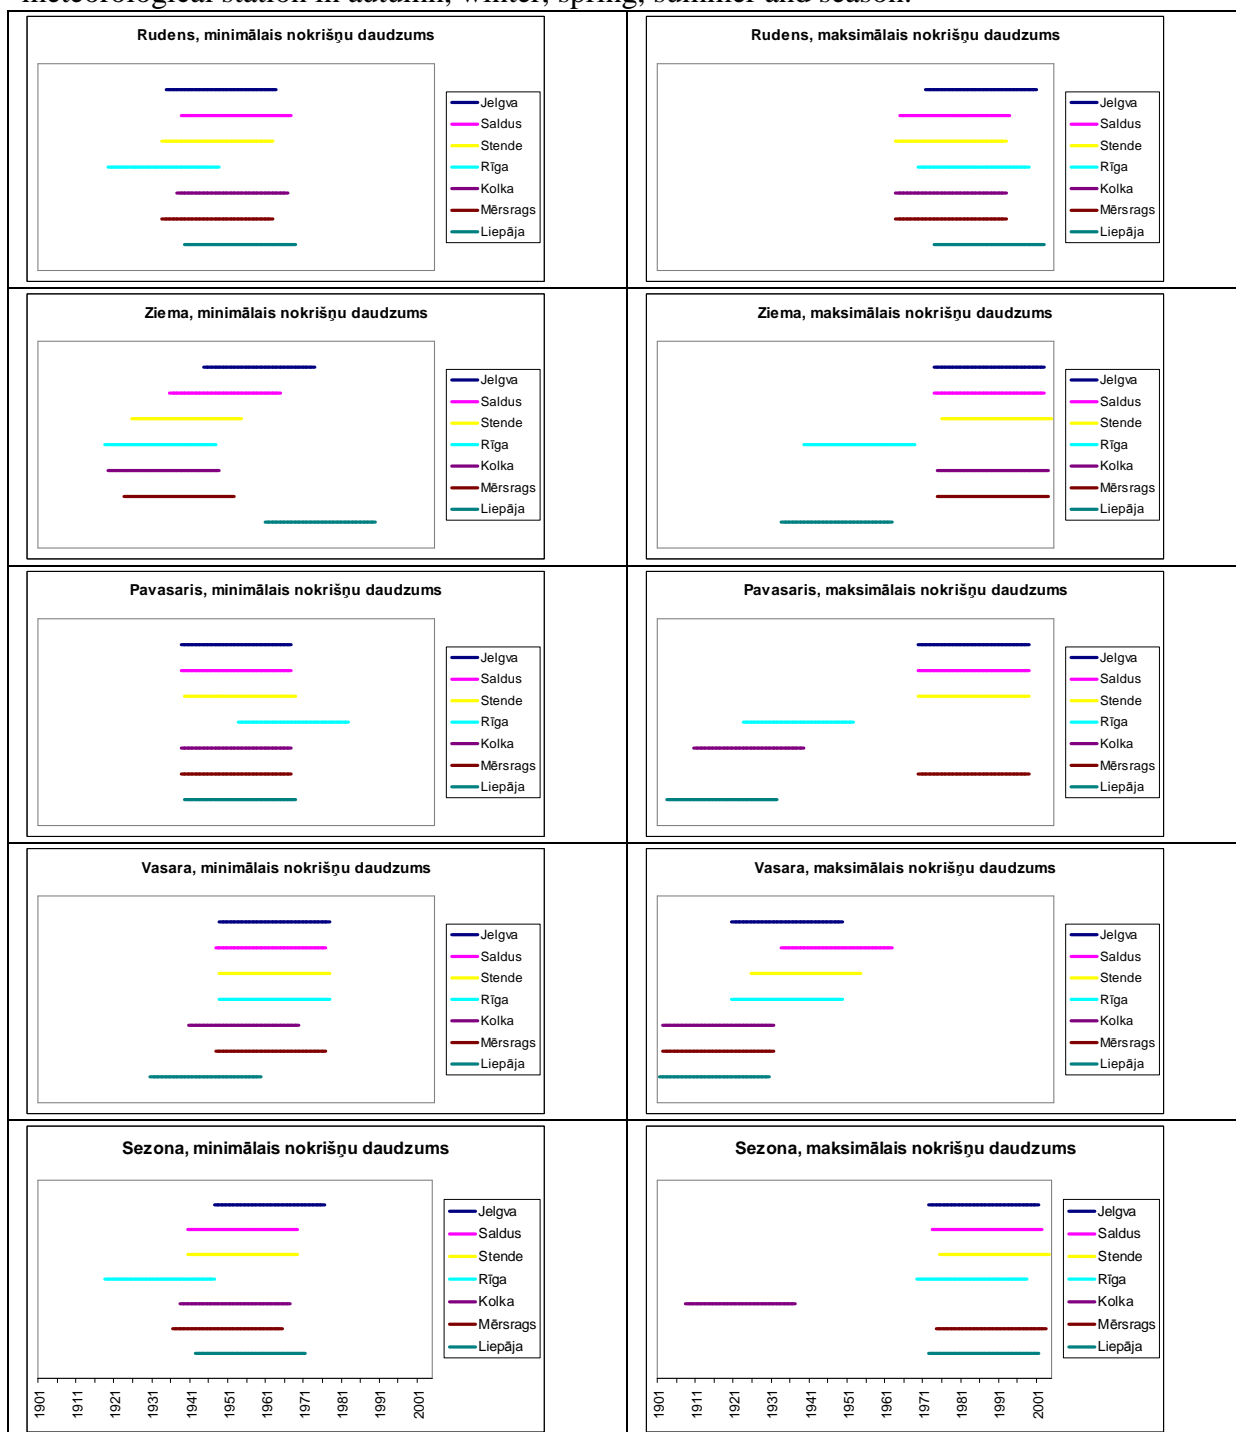 meteorological station in autumn, winter, spring, summer and season.
Rudens, minimālais nokrišņu daudzums
Jelgva
Saldus
Stende
Rīga
Kolka
Mērsrags
Liepāja
Rudens, maksimālais nokrišņu daudzums
Jelgva
Saldus
Stende
Rīga
Kolka
Mērsrags
Liepāja
Ziema, minimālais nokrišņu daudzums
Jelgva
Saldus
Stende
Rīga
Kolka
Mērsrags
Liepāja
Ziema, maksimālais nokrišņu daudzums
Jelgva
Saldus
Stende
Rīga
Kolka
Mērsrags
Liepāja
Pavasaris, minimālais nokrišņu daudzums
Jelgva
Saldus
Stende
Rīga
Kolka
Mērsrags
Liepāja
Pavasaris, maksimālais nokrišņu daudzums
Jelgva
Saldus
Stende
Rīga
Kolka
Mērsrags
Liepāja
Vasara, minimālais nokrišņu daudzums
Jelgva
Saldus
Stende
Rīga
Kolka
Mērsrags
Liepāja
Vasara, maksimālais nokrišņu daudzums
Jelgva
Saldus
Stende
Rīga
Kolka
Mērsrags
Liepāja
Sezona, minimālais nokrišņu daudzums
Jelgva
Saldus
Stende
Rīga
Kolka
Mērsrags
Liepāja
1901 1911 1921 1931 1941 1951 1961 1971 1981 1991 2001
Sezona, maksimālais nokrišņu daudzums
Jelgva
Saldus
Stende
Rīga
Kolka
Mērsrags
Liepāja
1901 1911 1921 1931 1941 1951 1961 1971 1981 1991 2001